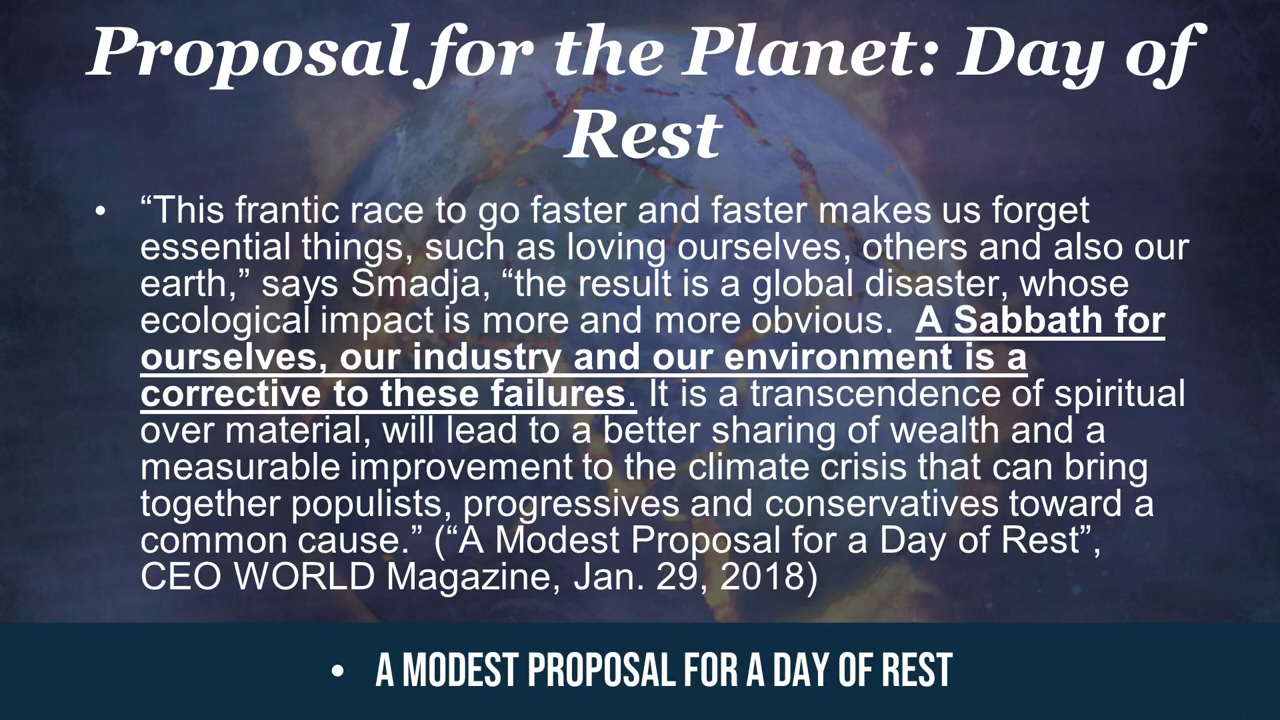 Proposal for the Planet: Day of
Rest
• “This frantic race to go faster and faster makes us forget
essential things, such as loving ourselves, others and also our
earth,” says Smadja, “the result is a global disaster, whose
ecological impact is more and more obvious.  A Sabbath for
ourselves, our industry and our environment is a
corrective to these failures. It is a transcendence of spiritual
over material, will lead to a better sharing of wealth and a
measurable improvement to the climate crisis that can bring
together populists, progressives and conservatives toward a
common cause.” (“A Modest Proposal for a Day of Rest”,
CEO WORLD Magazine, Jan. 29, 2018)
• A MODEST PROPOSAL FOR A DAY OF REST